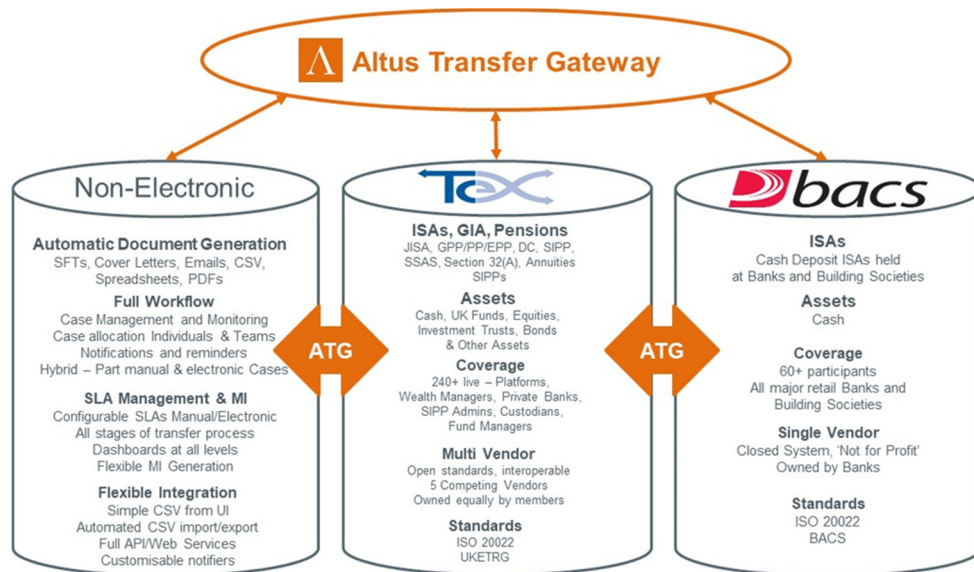 Λ Altus Transfer Gateway
Non-Electronic
Automatic Document Generation
SFTs, Cover Letters, Emails, CSV,
Spreadsheets, PDFs
Full Workflow
Case Management and Monitoring
Case allocation Individuals & Teams
Notifications and reminders
Hybrid – Part manual & electronic Cases
SLA Management & MI
Configurable SLAs Manual/Electronic
All stages of transfer process
Dashboards at all levels
Flexible MI Generation
Flexible Integration
Simple CSV from UI
Automated CSV import/export
Full API/Web Services
Customisable notifiers
ATG
TeX
ISAs, GIA, Pensions
JISA, GPP/PP/EPP, DC, SIPP,
SSAS, Section 32(A), Annuities
SIPPs
Assets
Cash, UK Funds, Equities,
Investment Trusts, Bonds
& Other Assets
Coverage
240+ live – Platforms,
Wealth Managers, Private Banks,
SIPP Admins, Custodians,
Fund Managers
Multi Vendor
Open standards, interoperable
5 Competing Vendors
Owned equally by members
Standards
ISO 20022
UKETRG
ATG
bacs
ISAs
Cash Deposit ISAs held
at Banks and Building Societies
Assets
Cash
Coverage
60+ participants
All major retail Banks and
Building Societies
Single Vendor
Closed System, ‘Not for Profit’
Owned by Banks
Standards
ISO 20022
BACS